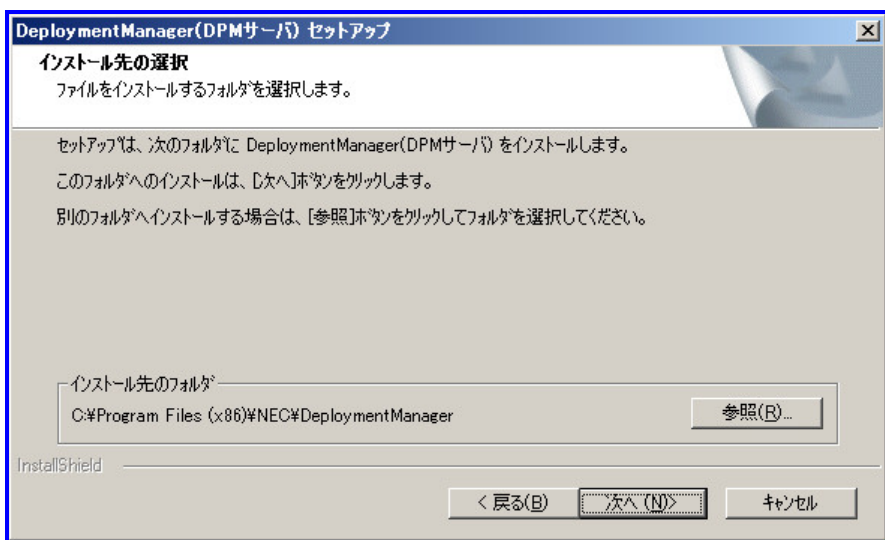 DeploymentManager(DPMサーバ) セットアップ
インストール先の選択
ファイルをインストールするフォルダを選択します。
セットアップは、次のフォルダに DeploymentManager(DPMサーバ) をインストールします。
このフォルダへのインストールは、[次へ]ボタンをクリックします。
別のフォルダへインストールする場合は、[参照]ボタンをクリックしてフォルダを選択してください。
インストール先のフォルダ
C:¥Program Files (x86)¥NEC¥DeploymentManager
参照(R)...
InstallShield
< 戻る(B)
次へ (N)>
キャンセル